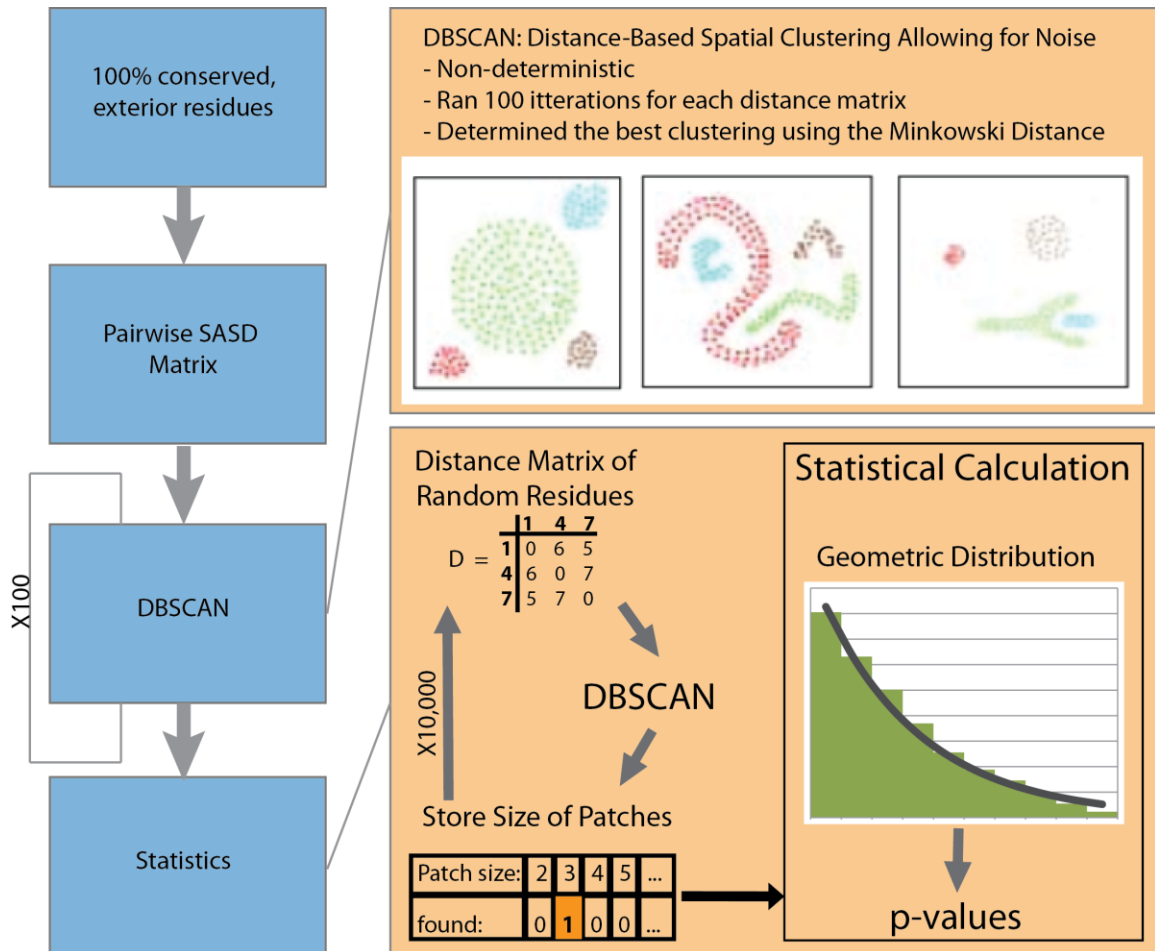 100% conserved,
exterior residues
Pairwise SASD
Matrix
X100
DBSCAN
Statistics
DBSCAN: Distance-Based Spatial Clustering Allowing for Noise
- Non-deterministic
- Ran 100 itterations for each distance matrix
- Determined the best clustering using the Minkowski Distance
Distance Matrix of
Random Residues
1 4 7
D = 1 0 6 5
4 6 0 7
7 5 7 0
X10,000
DBSCAN
Store Size of Patches
Patch size: 2 3 4 5 ...
found: 0 1 0 0 ...
Statistical Calculation
Geometric Distribution
p-values